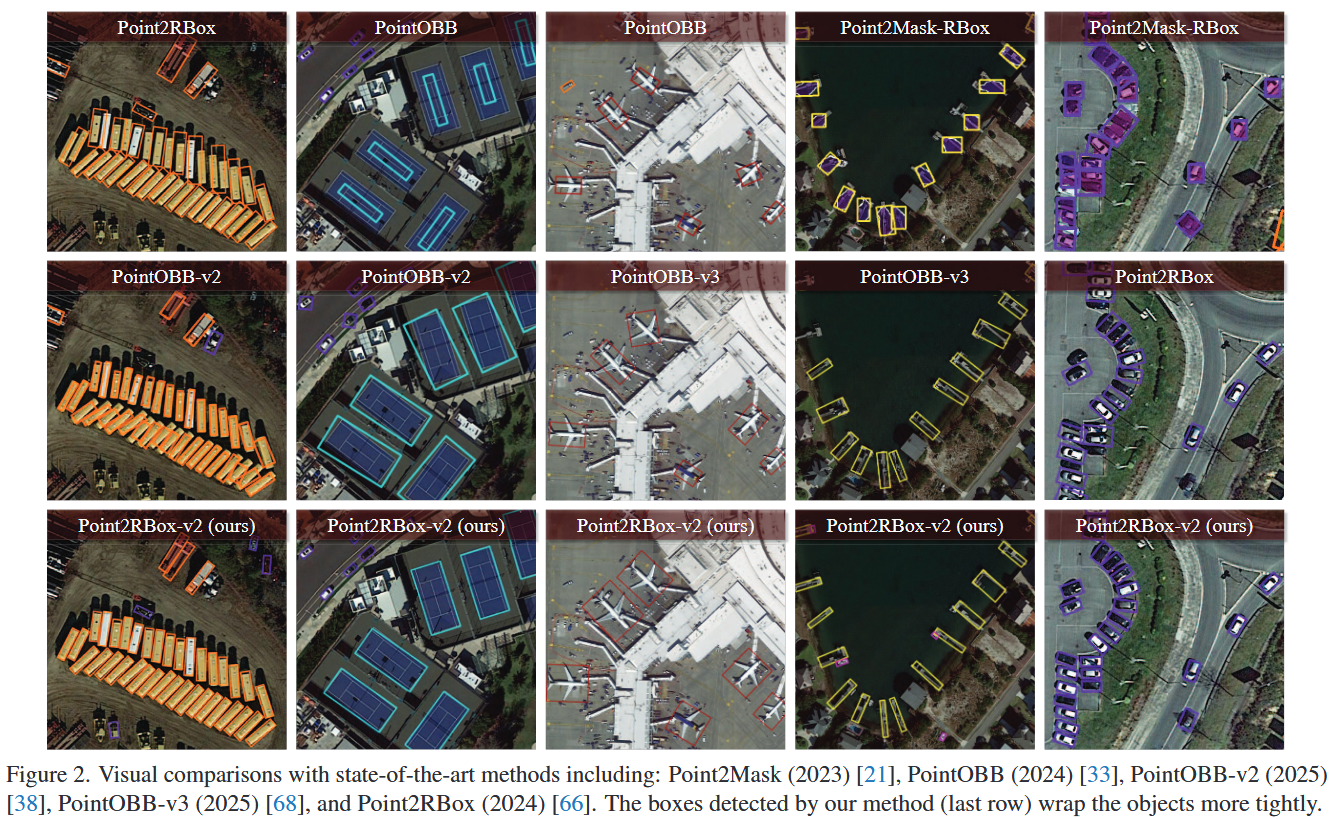 Point2RBox
PointOBB
PointOBB
Point2Mask-RBox
Point2Mask-RBox
PointOBB-v2
PointOBB-v2
PointOBB-v3
PointOBB-v3
Point2RBox
Point2RBox-v2 (ours)
Point2RBox-v2 (ours)
Point2RBox-v2 (ours)
Point2RBox-v2 (ours)
Point2RBox-v2 (ours)
Figure 2. Visual comparisons with state-of-the-art methods including: Point2Mask (2023) [21], PointOBB (2024) [33], PointOBB-v2 (2025)
[38], PointOBB-v3 (2025) [68], and Point2RBox (2024) [66]. The boxes detected by our method (last row) wrap the objects more tightly.